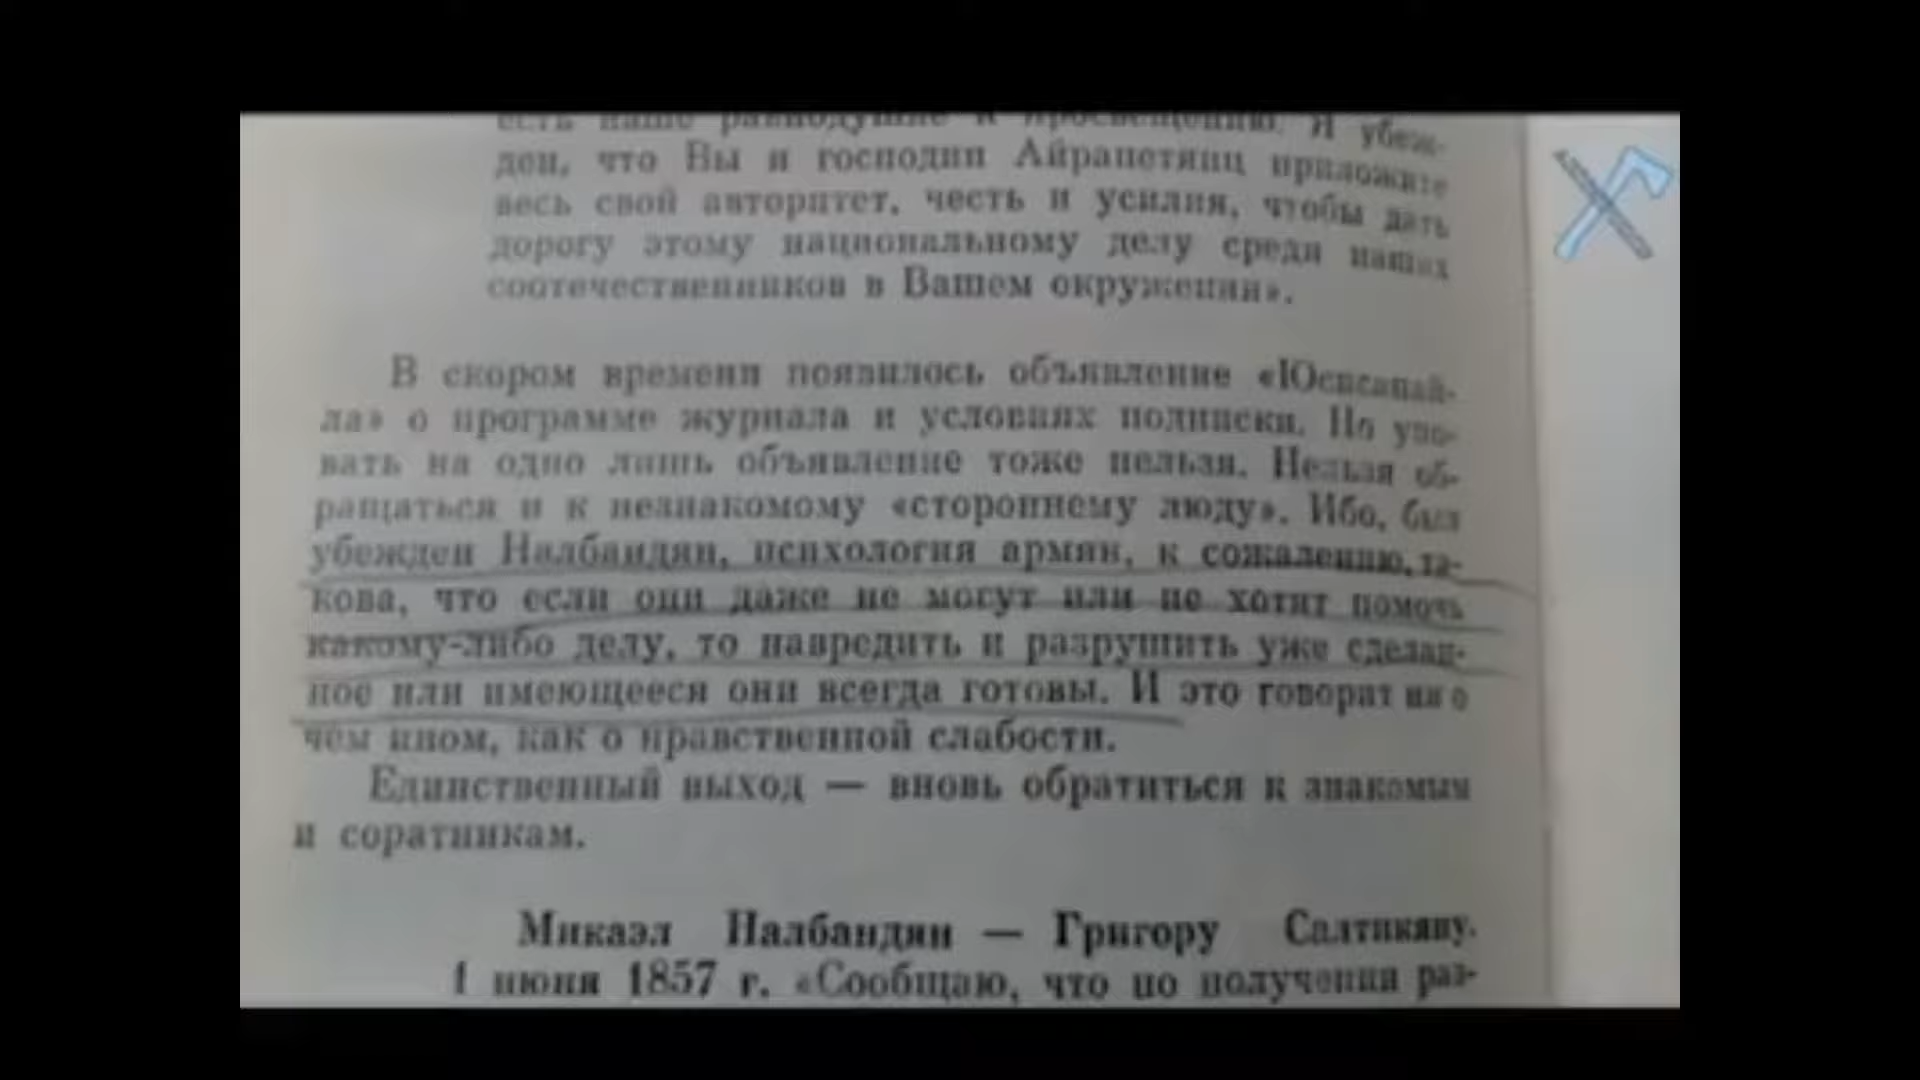 есть наше равнодушие к просвещению. Я убеж-
ден, что Вы и господин Айрапетянц приложите
весь свой авторитет, честь и усилия, чтобы дать
дорогу этому национальному делу среди наших
соотечественников в Вашем окружении».
В скором времени появилось объявление «Юсисапай-
ла» о программе журнала и условиях подписки. Но упо-
вать на одно лишь объявление тоже нельзя. Нельзя об-
ращаться и к незнакомому «стороннему люду». Ибо, был
убежден Налбандян, психология армян, к сожалению, та-
кова, что если они даже не могут или не хотят помочь
какому-либо делу, то навредить и разрушить уже сделан-
ное или имеющееся они всегда готовы. И это говорит ни о
чем ином, как о нравственной слабости.
Единственный выход — вновь обратиться к знакомым
и соратникам.
Микаэл Налбандян — Григору Салтикяну.
1 июня 1857 г. «Сообщаю, что по получении раз-